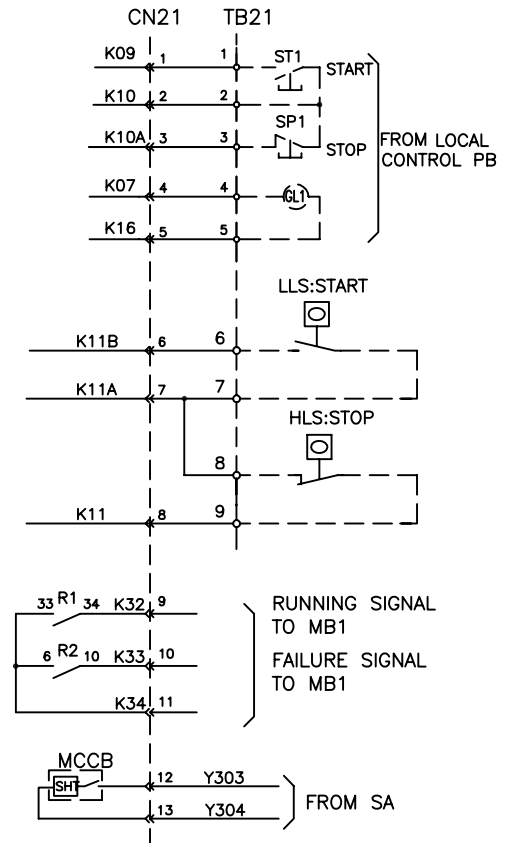 CN21 TB21
K09 1 1 ST1 START
K10 2 2
SP1
K10A 3 3 STOP
FROM LOCAL
CONTROL PB
K07 4 4 GL1
K16 5 5
LLS:START
K11B 6 6
K11A 7 7
HLS:STOP
8
K11 8 9
33 R1 34 K32 9
RUNNING SIGNAL
TO MB1
6 R2 10 K33 10
FAILURE SIGNAL
TO MB1
K34 11
MCCB
SHT 12 Y303
FROM SA
13 Y304